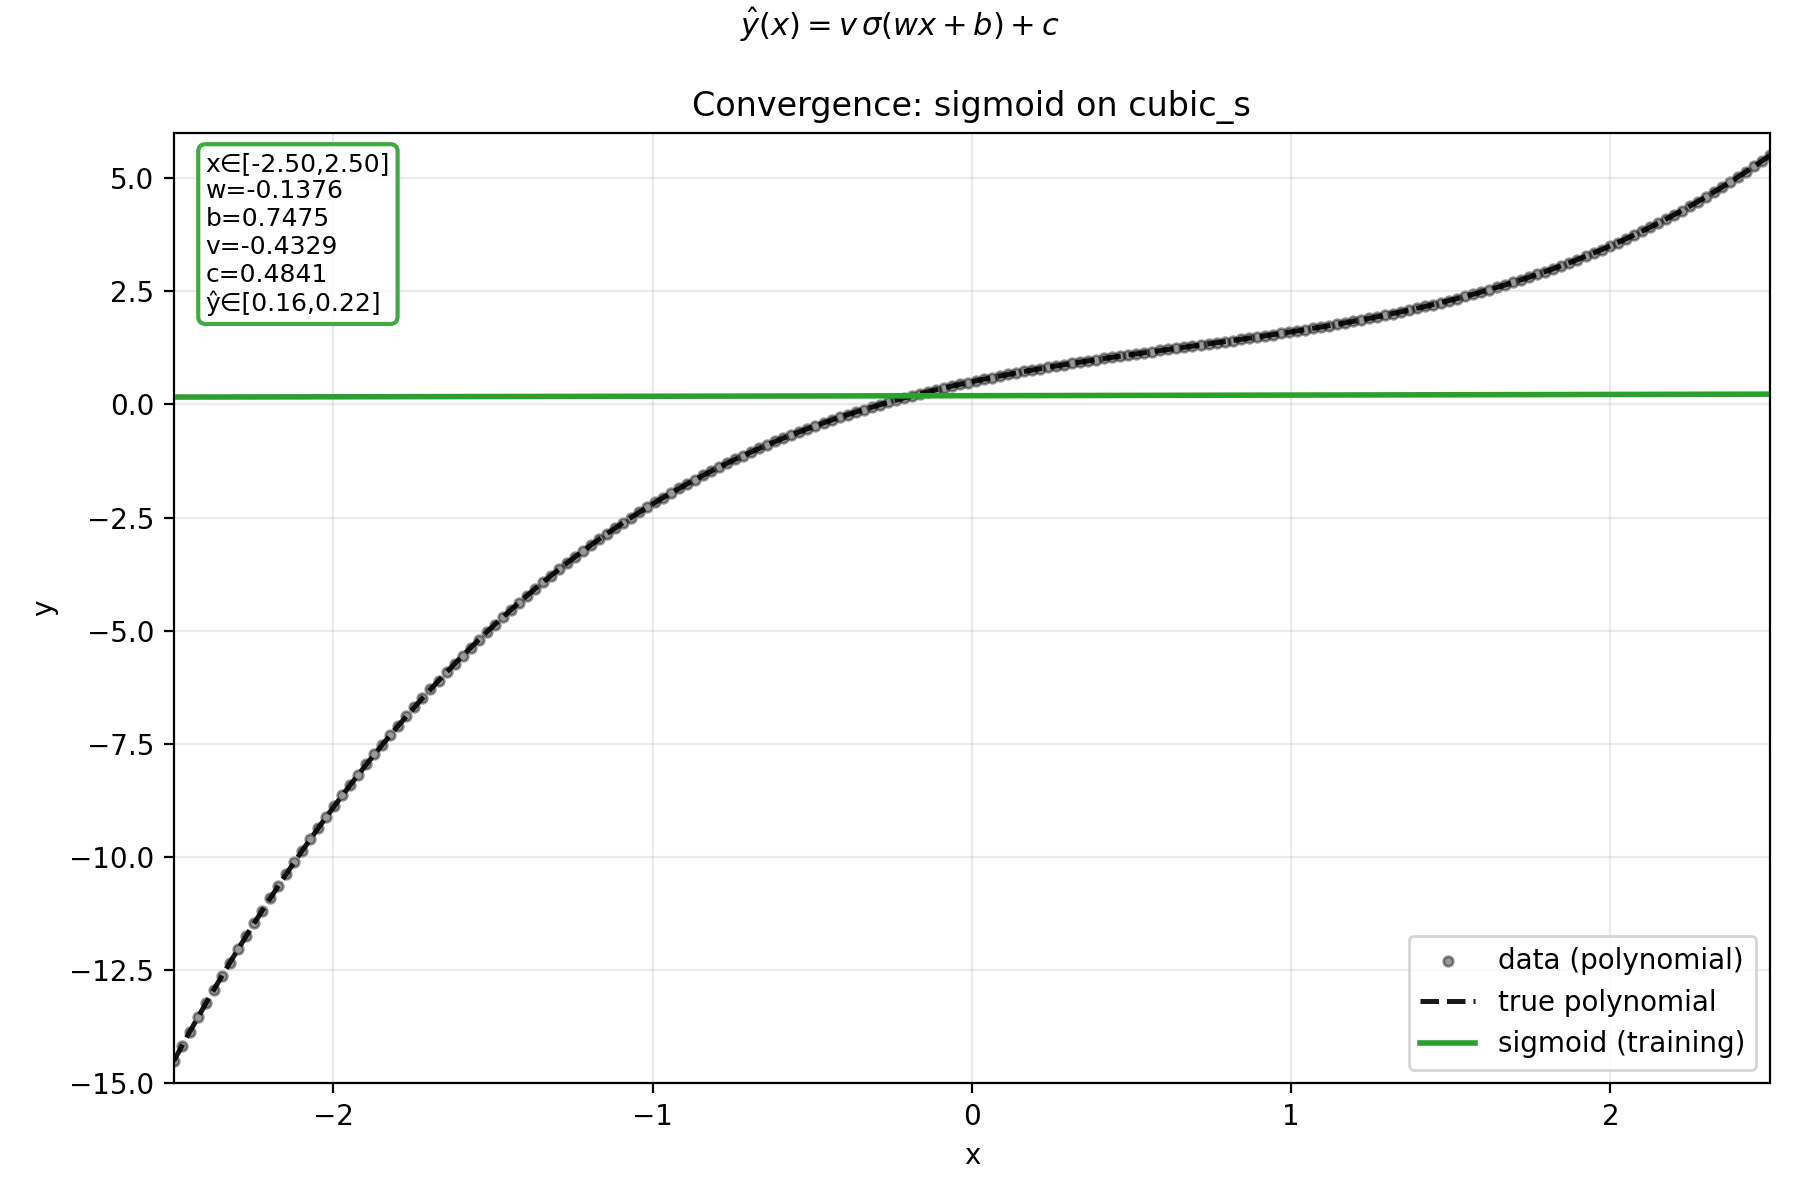 ŷ(x) = v σ(wx + b) + c
Convergence: sigmoid on cubic_s
x∈[-2.50,2.50]
w=-0.1376
b=0.7475
v=-0.4329
c=0.4841
ŷ∈[0.16,0.22]
5.0
2.5
0.0
−2.5
−5.0
−7.5
−10.0
−12.5
−15.0
y
data (polynomial)
true polynomial
sigmoid (training)
−2
−1
0
1
2
x